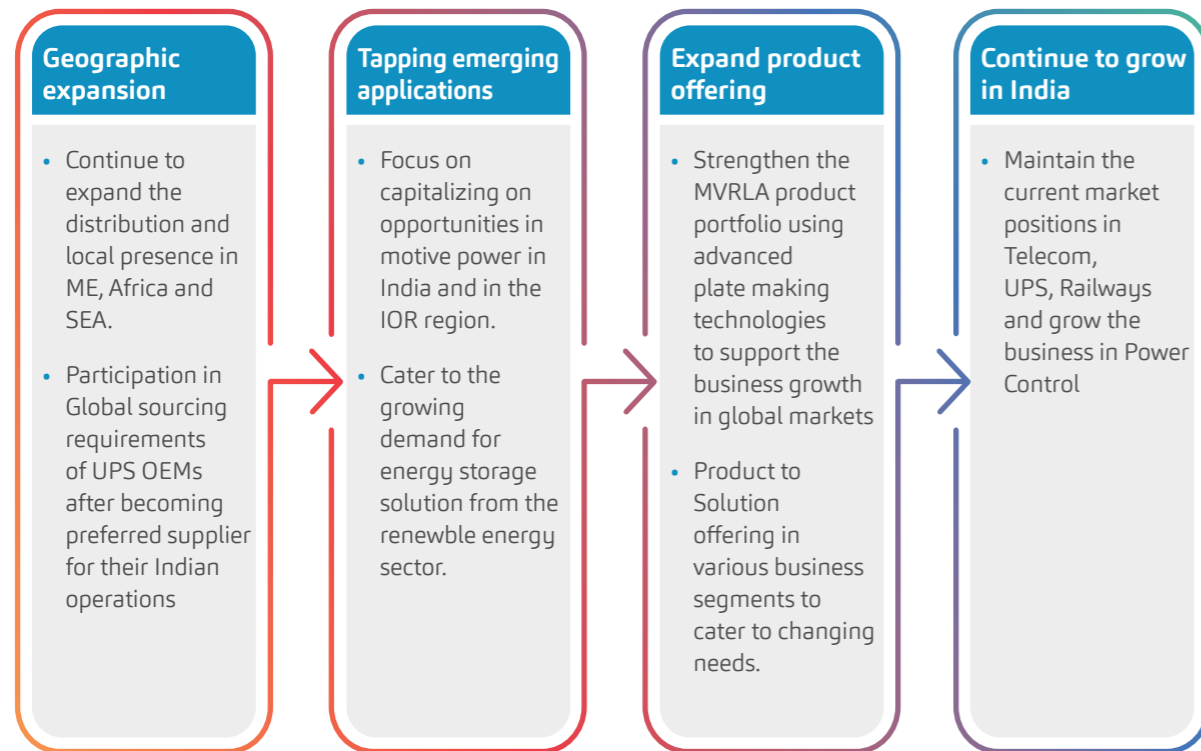 Geographic
expansion
• Continue to
expand the
distribution and
local presence in
ME, Africa and
SEA.
• Participation in
Global sourcing
requirements
of UPS OEMs
after becoming
preferred supplier
for their Indian
operations
Tapping emerging
applications
• Focus on
capitalizing on
opportunities in
motive power in
India and in the
IOR region.
• Cater to the
growing
demand for
energy storage
solution from the
renewble energy
sector.
Expand product
offering
• Strengthen the
MVRLA product
portfolio using
advanced
plate making
technologies
to support the
business growth
in global markets
• Product to
Solution
offering in
various business
segments to
cater to changing
needs.
Continue to grow
in India
• Maintain the
current market
positions in
Telecom,
UPS, Railways
and grow the
business in Power
Control